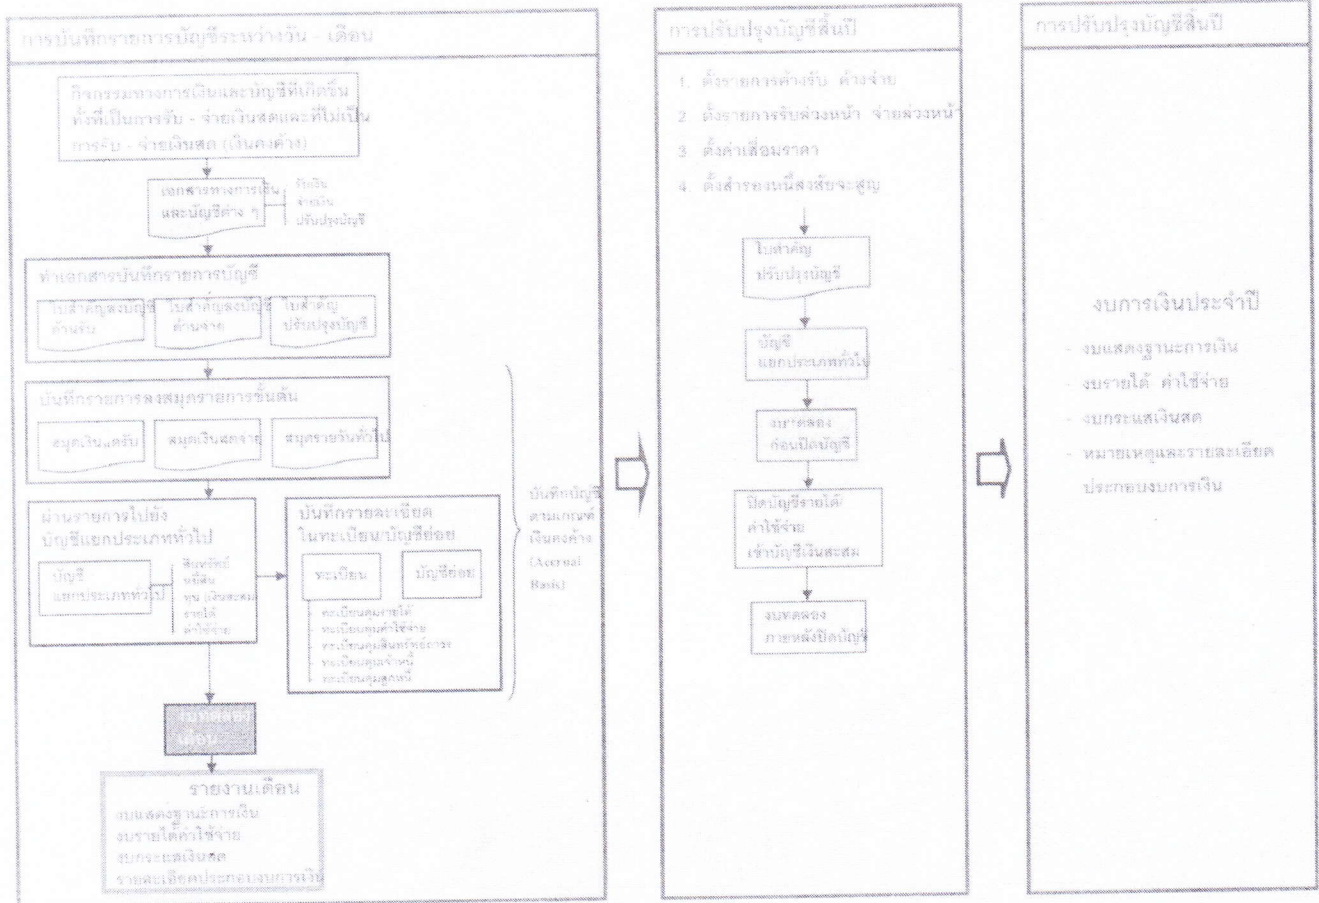 การบันทึกรายการบัญชีระหว่างวัน - เดือน
กิจกรรมทางการเงินและบัญชีที่เกิดขึ้น
ทั้งที่เป็นการรับ - จ่ายเงินสดและที่ไม่เป็น
การรับ - จ่ายเงินสด (เงินคงค้าง)
เอกสารทางการเงิน
และบัญชีต่าง ๆ
รับเงิน
จ่ายเงิน
ปรับปรุงบัญชี
ทำเอกสารบันทึกรายการบัญชี
ใบสำคัญลงบัญชี
ด้านรับ
ใบสำคัญลงบัญชี
ด้านจ่าย
ใบสำคัญ
ปรับปรุงบัญชี
บันทึกรายการลงสมุดรายการขั้นต้น
สมุดเงินสดรับ
สมุดเงินสดจ่าย
สมุดรายวันทั่วไป
ผ่านรายการไปยัง
บัญชีแยกประเภททั่วไป
บัญชี
แยกประเภททั่วไป
สินทรัพย์
หนี้สิน
ทุน (เงินสะสม
รายได้
ค่าใช้จ่าย
บันทึกรายละเอียด
ในทะเบียน/บัญชีย่อย
ทะเบียน
บัญชีย่อย
- ทะเบียนคุมรายได้
- ทะเบียนคุมค่าใช้จ่าย
- ทะเบียนคุมสินทรัพย์ถาวร
- ทะเบียนคุมเจ้าหนี้
- ทะเบียนคุมลูกหนี้
บันทึกบัญชี
ตามเกณฑ์
เงินคงค้าง
(Accrual
Basis)
งบทดลอง
เดือน
รายงานเดือน
งบแสดงฐานะการเงิน
งบรายได้ค่าใช้จ่าย
งบกระแสเงินสด
รายละเอียดประกอบงบการเงิน
การปรับปรุงบัญชีสิ้นปี
1. ตั้งรายการค้างรับ ค้างจ่าย
2. ตั้งรายการรับล่วงหน้า จ่ายล่วงหน้า
3. ตั้งค่าเสื่อมราคา
4. ตั้งสำรองหนี้สงสัยจะสูญ
ใบสำคัญ
ปรับปรุงบัญชี
บัญชี
แยกประเภททั่วไป
งบทดลอง
ก่อนปิดบัญชี
ปิดบัญชีรายได้/
ค่าใช้จ่าย
เข้าบัญชีเงินสะสม
งบทดลอง
ภายหลังปิดบัญชี
การปรับปรุงบัญชีสิ้นปี
งบการเงินประจำปี
- งบแสดงฐานะการเงิน
- งบรายได้ ค่าใช้จ่าย
- งบกระแสเงินสด
- หมายเหตุและรายละเอียด
ประกอบงบการเงิน